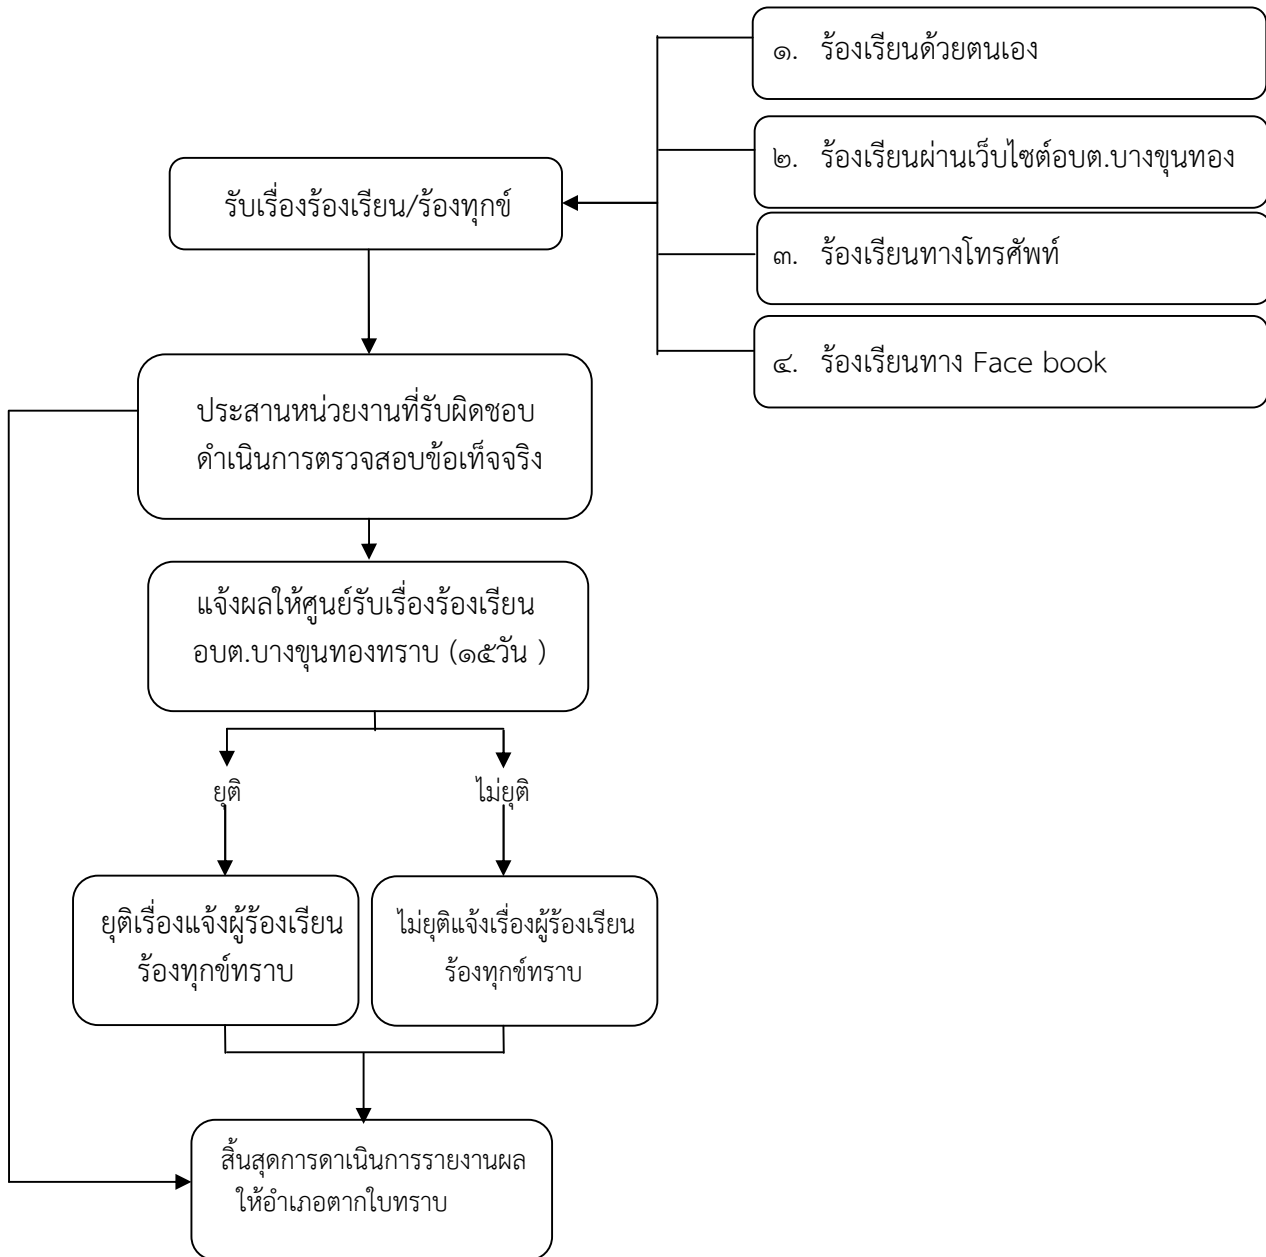 ๑. ร้องเรียนด้วยตนเอง
๒. ร้องเรียนผ่านเว็บไซต์อบต.บางขุนทอง
รับเรื่องร้องเรียน/ร้องทุกข์
๓. ร้องเรียนทางโทรศัพท์
๔. ร้องเรียนทาง Face book
ประสานหน่วยงานที่รับผิดชอบ
ดำเนินการตรวจสอบข้อเท็จจริง
แจ้งผลให้ศูนย์รับเรื่องร้องเรียน
อบต.บางขุนทองทราบ (๑๕วัน )
ยุติ
ไม่ยุติ
ยุติเรื่องแจ้งผู้ร้องเรียน
ร้องทุกข์ทราบ
ไม่ยุติแจ้งเรื่องผู้ร้องเรียน
ร้องทุกข์ทราบ
สิ้นสุดการดาเนินการรายงานผล
ให้อำเภอตากใบทราบ